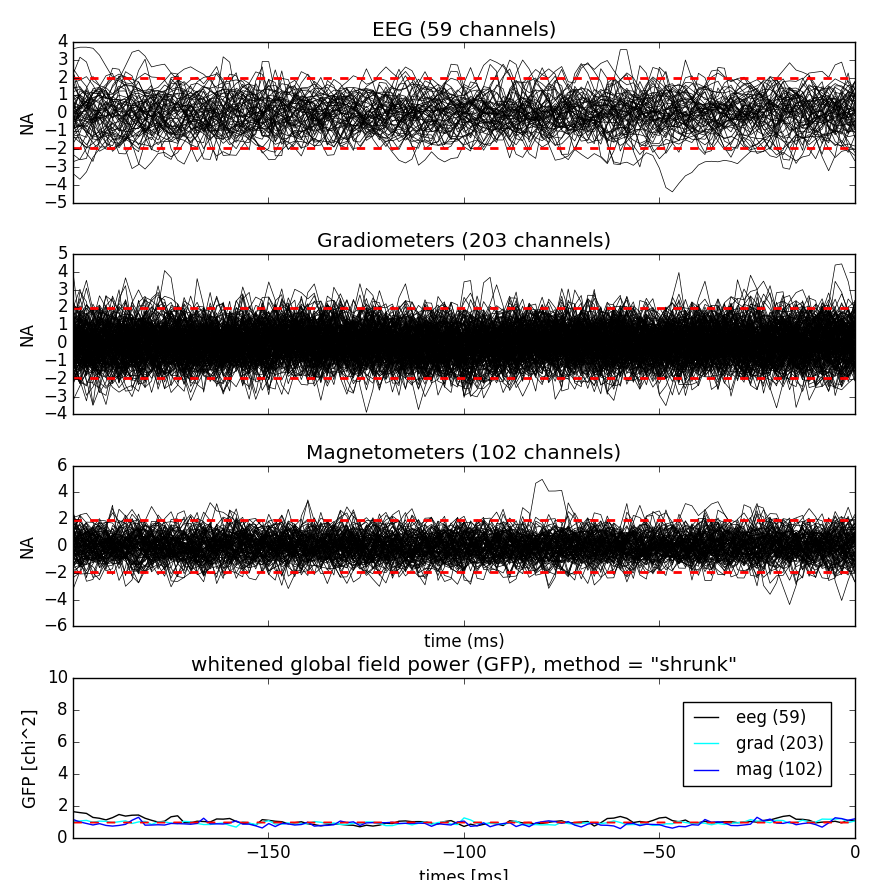 EEG (59 channels)
4
3
2
1
0
−1
−2
−3
−4
−5
NA
Gradiometers (203 channels)
5
4
3
2
1
0
−1
−2
−3
−4
NA
Magnetometers (102 channels)
6
4
2
0
−2
−4
−6
NA
time (ms)
whitened global field power (GFP), method = "shrunk"
10
8
6
4
2
0
GFP [chi^2]
eeg (59)
grad (203)
mag (102)
−150
−100
−50
0
times [ms]